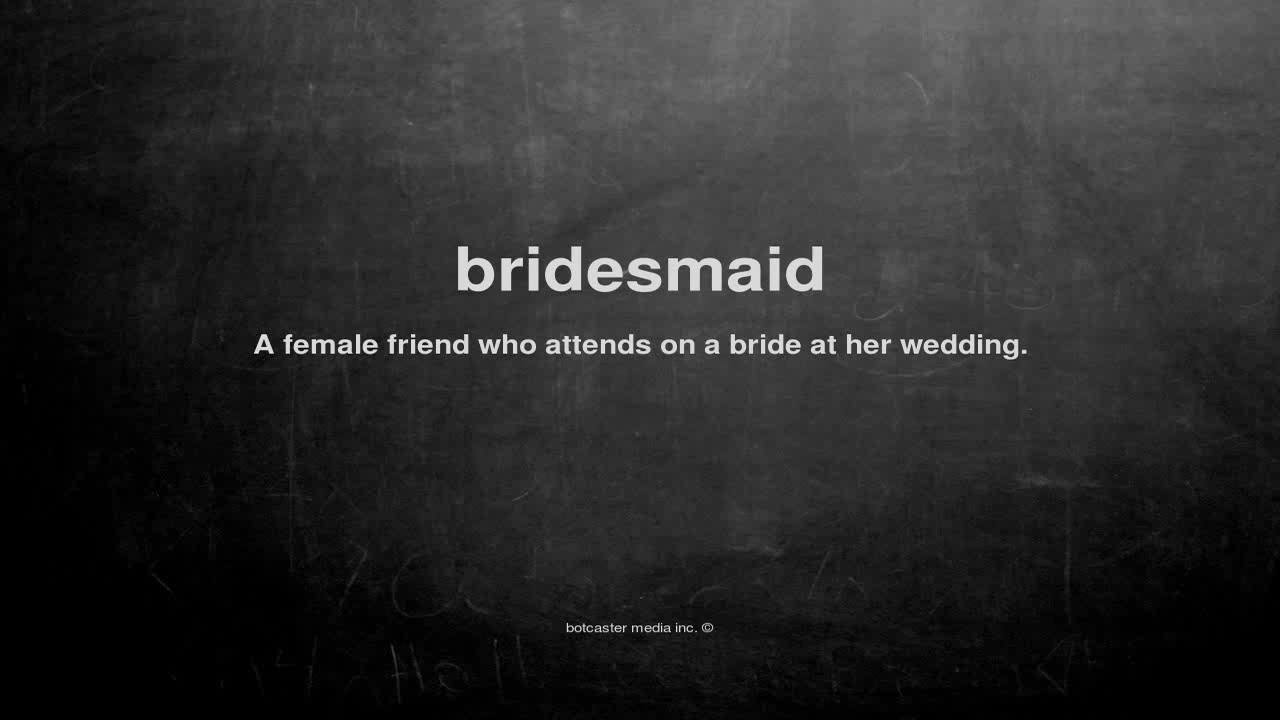 bridesmaid
A female friend who attends on a bride at her wedding.
botcaster media inc. ©